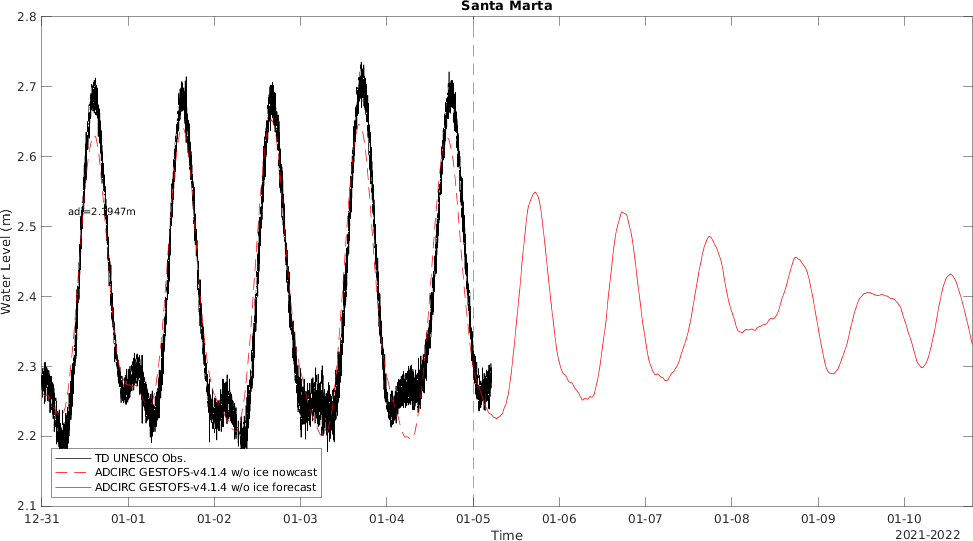 Santa Marta
2.8
2.7
2.6
2.5
2.4
2.3
2.2
2.1
Water Level (m)
TD UNESCO Obs.
ADCIRC GESTOFS-v4.1.4 w/o ice nowcast
ADCIRC GESTOFS-v4.1.4 w/o ice forecast
12-31 01-01 01-02 01-03 01-04 01-05 01-06 01-07 01-08 01-09 01-10
Time
2021-2022